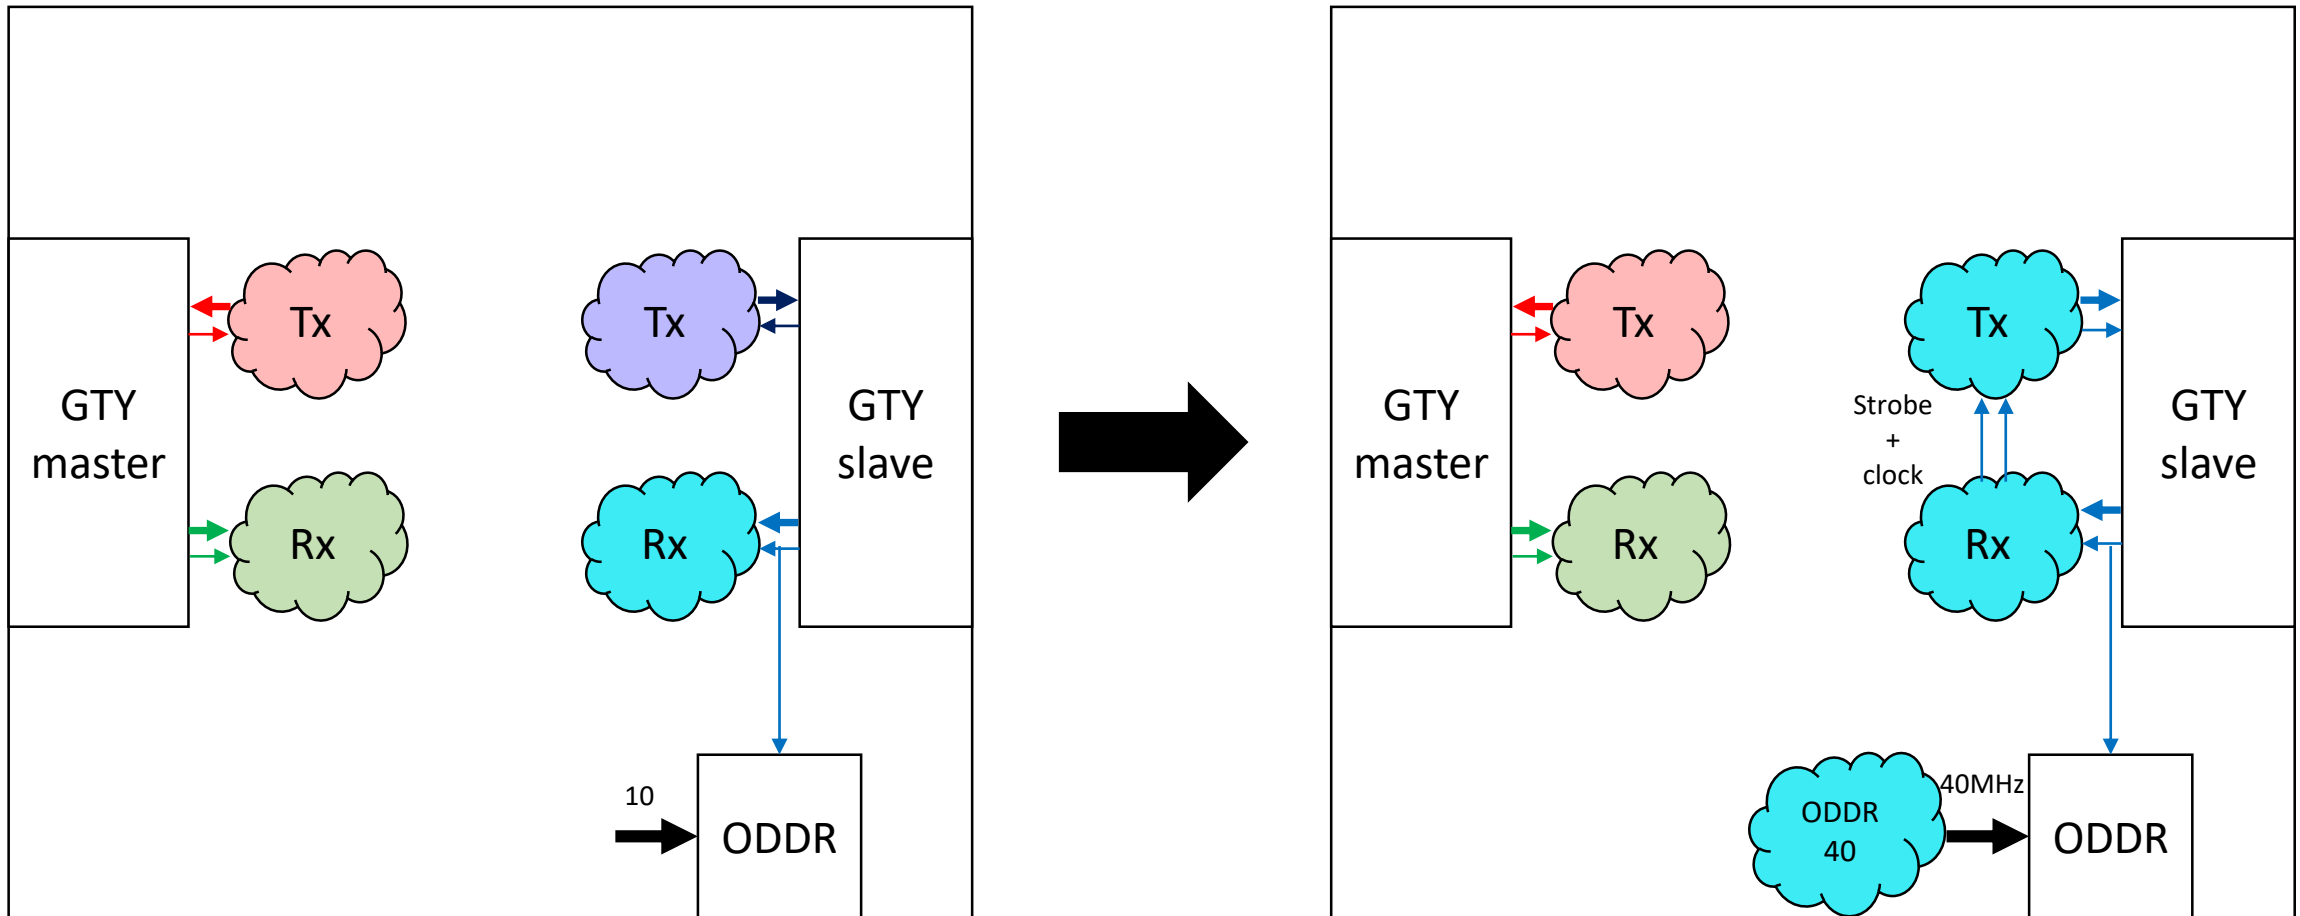 GTY
master
Tx
Rx
Tx
Rx
GTY
slave
10
ODDR
GTY
master
Tx
Rx
Tx
Strobe
+
clock
Rx
GTY
slave
ODDR
40
40MHz
ODDR